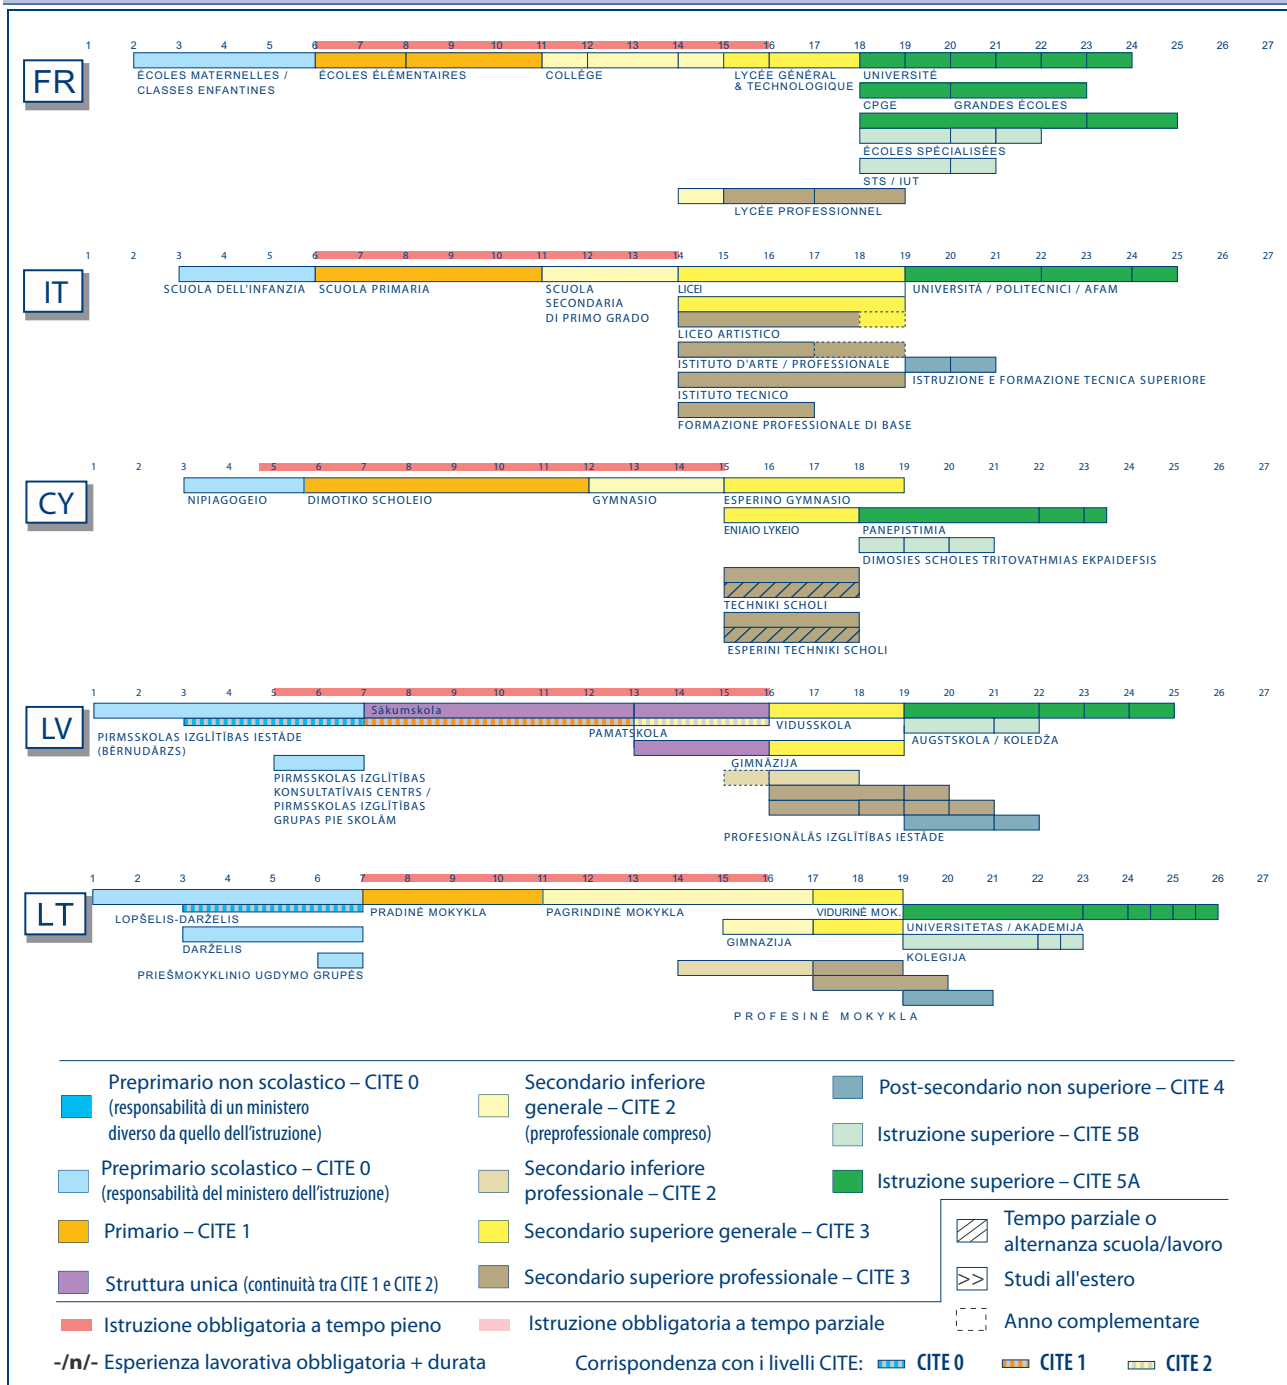 1 2 3 4 5 6 7 8 9 10 11 12 13 14 15 16 17 18 19 20 21 22 23 24 25 26 27
FR
ÉCOLES MATERNELLES / ÉCOLES ÉLÉMENTAIRES COLLÈGE LYCÉE GÉNÉRAL UNIVERSITÉ
CLASSES ENFANTINES & TECHNOLOGIQUE
CPGE GRANDES ÉCOLES
ÉCOLES SPÉCIALISÉES
STS / IUT
LYCÉE PROFESSIONNEL
1 2 3 4 5 6 7 8 9 10 11 12 13 14 15 16 17 18 19 20 21 22 23 24 25 26 27
IT
SCUOLA DELL'INFANZIA SCUOLA PRIMARIA SCUOLA LICEI UNIVERSITÁ / POLITECNICI / AFAM
SECONDARIA
DI PRIMO GRADO
LICEO ARTISTICO
ISTITUTO D'ARTE / PROFESSIONALE
ISTRUZIONE E FORMAZIONE TECNICA SUPERIORE
ISTITUTO TECNICO
FORMAZIONE PROFESSIONALE DI BASE
1 2 3 4 5 6 7 8 9 10 11 12 13 14 15 16 17 18 19 20 21 22 23 24 25 26 27
CY
NIPIAGOGEIO DIMOTIKO SCHOLEIO GYMNASIO ESPERINO GYMNASIO
ENIAIO LYKEIO PANEPISTIMIA
DIMOSIES SCHOLES TRITOVATHMIAS EKPAIDEFSIS
TECHNIKI SCHOLI
ESPERINI TECHNIKI SCHOLI
1 2 3 4 5 6 7 8 9 10 11 12 13 14 15 16 17 18 19 20 21 22 23 24 25 26 27
LV
Sākumskola
PIRMSSKOLAS IZGLĪTĪBAS IESTĀDE PAMATSKOLA VIDUSSKOLA AUGSTSKOLA / KOLEDŽA
(BĒRNUDĀRZS)
ĢIMNĀZIJA
PIRMSSKOLAS IZGLĪTĪBAS
KONSULTATĪVAIS CENTRS /
PIRMSSKOLAS IZGLĪTĪBAS
GRUPAS PIE SKOLĀM
PROFESIONĀLĀS IZGLĪTĪBAS IESTĀDE
1 2 3 4 5 6 7 8 9 10 11 12 13 14 15 16 17 18 19 20 21 22 23 24 25 26 27
LT
LOPŠELIS-DARŽELIS PRADINĖ MOKYKLA PAGRINDINĖ MOKYKLA VIDURINĖ MOK.
UNIVERSITETAS / AKADEMIJA
DARŽELIS GIMNAZIJA
KOLEGIJA
PRIEŠMOKYKLINIO UGDYMO GRUPĖS
PROFESINĖ MOKYKLA
Preprimario non scolastico – CITE 0
(responsabilità di un ministero
diverso da quello dell'istruzione)
Preprimario scolastico – CITE 0
(responsabilità del ministero dell'istruzione)
Primario – CITE 1
Struttura unica (continuità tra CITE 1 e CITE 2)
Istruzione obbligatoria a tempo pieno
-/n/- Esperienza lavorativa obbligatoria + durata
Secondario inferiore
generale – CITE 2
(preprofessionale compreso)
Secondario inferiore
professionale – CITE 2
Secondario superiore generale – CITE 3
Secondario superiore professionale – CITE 3
Istruzione obbligatoria a tempo parziale
Post-secondario non superiore – CITE 4
Istruzione superiore – CITE 5B
Istruzione superiore – CITE 5A
Tempo parziale o
alternanza scuola/lavoro
>> Studi all'estero
Anno complementare
Corrispondenza con i livelli CITE: CITE 0 CITE 1 CITE 2